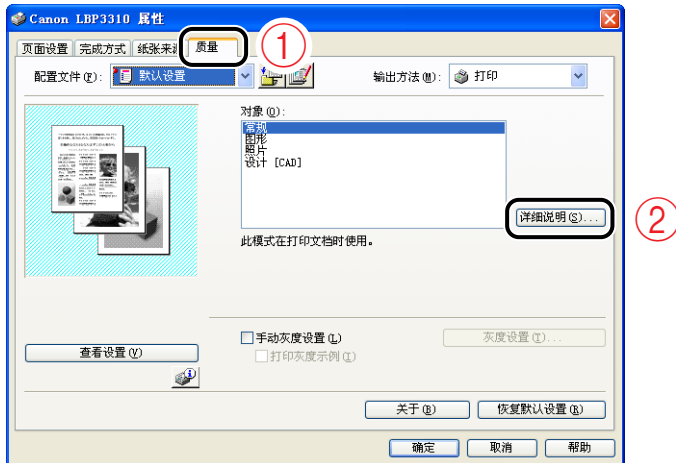 Canon LBP3310 属性
页面设置 完成方式 纸张来源 质量
①
配置文件(F): 默认设置
输出方法(M): 打印
对象(O):
常规
图形
照片
设计 [CAD]
详细说明(S)...
②
此模式在打印文档时使用。
手动灰度设置(L)
灰度设置(I)...
打印灰度示例(I)
查看设置(V)
关于(B)
恢复默认设置(R)
确定 取消 帮助